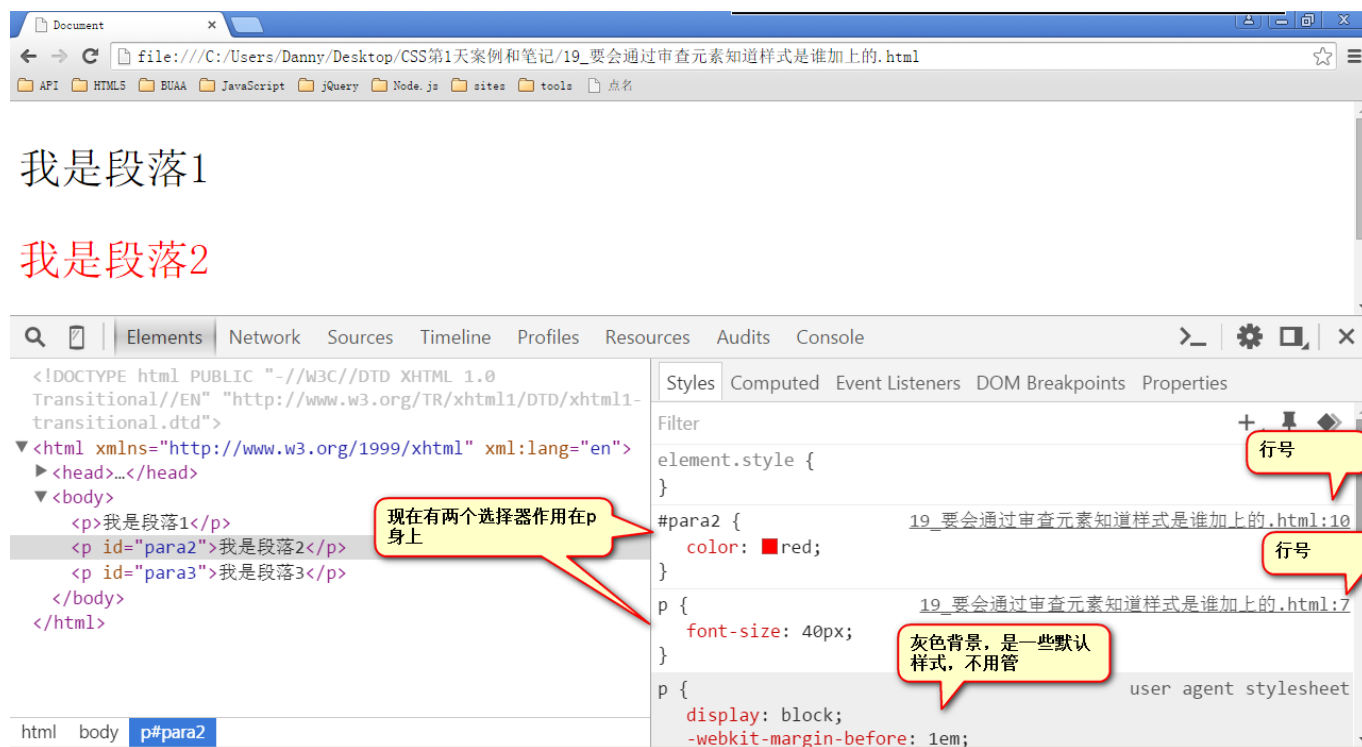 Document
file:///C:/Users/Danny/Desktop/CSS第1天案例和笔记/19_要会通过审查元素知道样式是谁加上的.html
API HTML5 BUAA JavaScript jQuery Node.js sites tools 点名
我是段落1
我是段落2
Elements Network Sources Timeline Profiles Resources Audits Console
<!DOCTYPE html PUBLIC "-//W3C//DTD XHTML 1.0
Transitional//EN" "http://www.w3.org/TR/xhtml1/DTD/xhtml1-
transitional.dtd">
<html xmlns="http://www.w3.org/1999/xhtml" xml:lang="en">
<head>…</head>
<body>
<p>我是段落1</p>
<p id="para2">我是段落2</p>
<p id="para3">我是段落3</p>
</body>
</html>
现在有两个选择器作用在p
身上
html body p#para2
Styles Computed Event Listeners DOM Breakpoints Properties
Filter
行号
element.style {
}
#para2 { 19_要会通过审查元素知道样式是谁加上的.html:10
color: red;
行号
}
p { 19_要会通过审查元素知道样式是谁加上的.html:7
font-size: 40px;
}
灰色背景，是一些默认
样式，不用管
p { user agent stylesheet
display: block;
-webkit-margin-before: 1em;